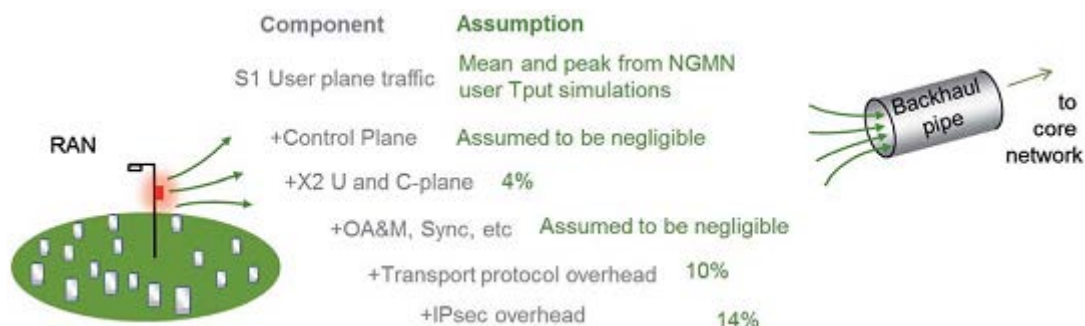 Component Assumption
S1 User plane traffic Mean and peak from NGMN
user Tput simulations
Backhaul
pipe
to
core
network
RAN
+Control Plane Assumed to be negligible
+X2 U and C-plane 4%
+OA&M, Sync, etc Assumed to be negligible
+Transport protocol overhead 10%
+IPsec overhead 14%